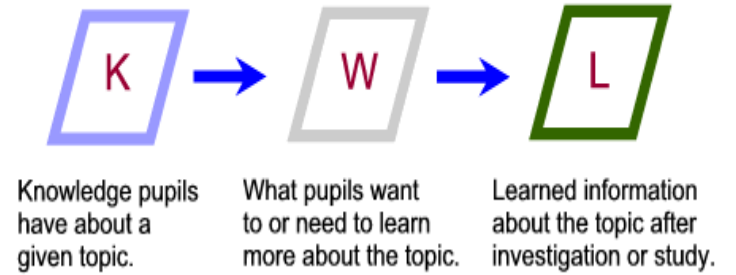 K
W
L
Knowledge pupils
have about a
given topic.
What pupils want
to or need to learn
more about the topic.
Learned information
about the topic after
investigation or study.